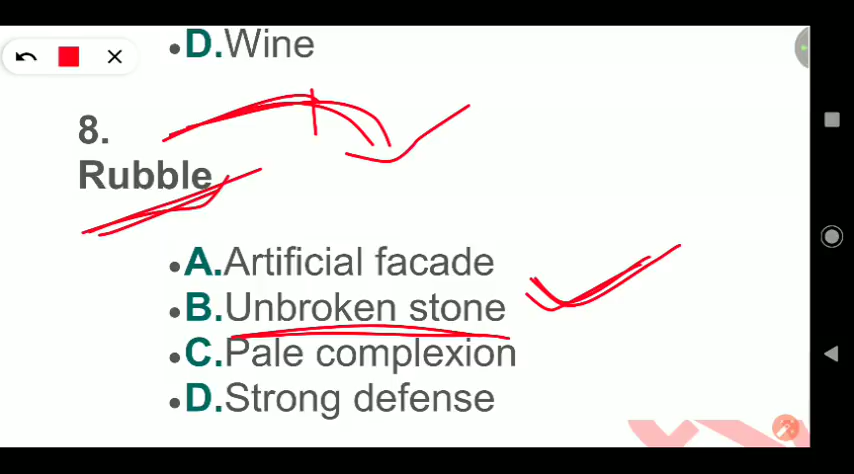 •D.Wine
8.
Rubble
•A.Artificial facade
•B.Unbroken stone
•C.Pale complexion
•D.Strong defense